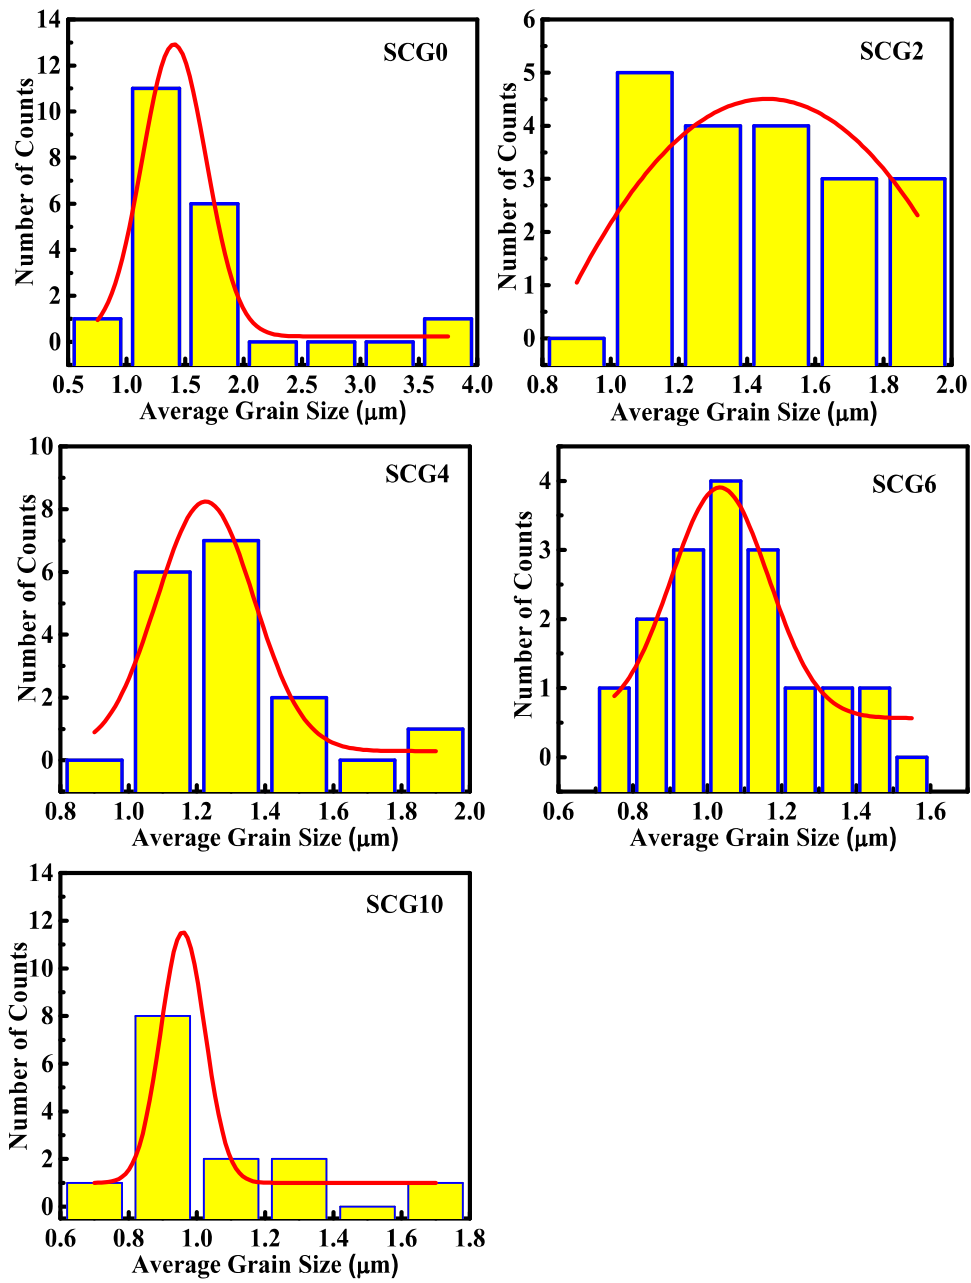 SCG0
Number of Counts
14
12
10
8
6
4
2
0
0.5 1.0 1.5 2.0 2.5 3.0 3.5 4.0
Average Grain Size (μm)
SCG2
Number of Counts
6
5
4
3
2
1
0
0.8 1.0 1.2 1.4 1.6 1.8 2.0
Average Grain Size (μm)
SCG4
Number of Counts
10
8
6
4
2
0
0.8 1.0 1.2 1.4 1.6 1.8 2.0
Average Grain Size (μm)
SCG6
Number of Counts
4
3
2
1
0
0.6 0.8 1.0 1.2 1.4 1.6
Average Grain Size (μm)
SCG10
Number of Counts
14
12
10
8
6
4
2
0
0.6 0.8 1.0 1.2 1.4 1.6 1.8
Average Grain Size (μm)